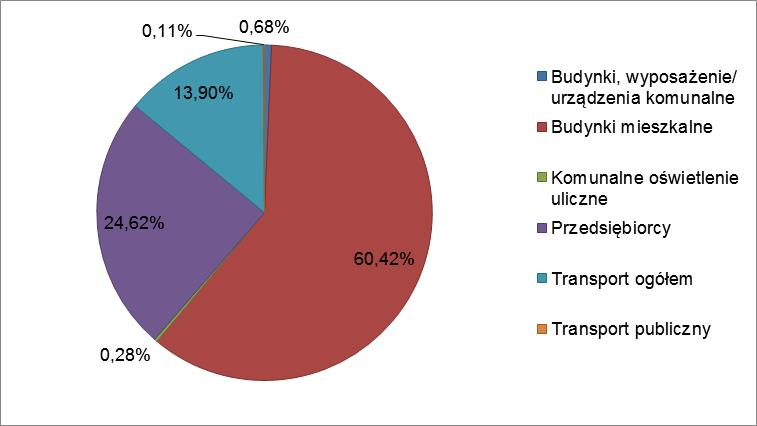 0,11%
0,68%
13,90%
24,62%
60,42%
0,28%
Budynki, wyposażenie/
urządzenia komunalne
Budynki mieszkalne
Komunalne oświetlenie
uliczne
Przedsiębiorcy
Transport ogółem
Transport publiczny